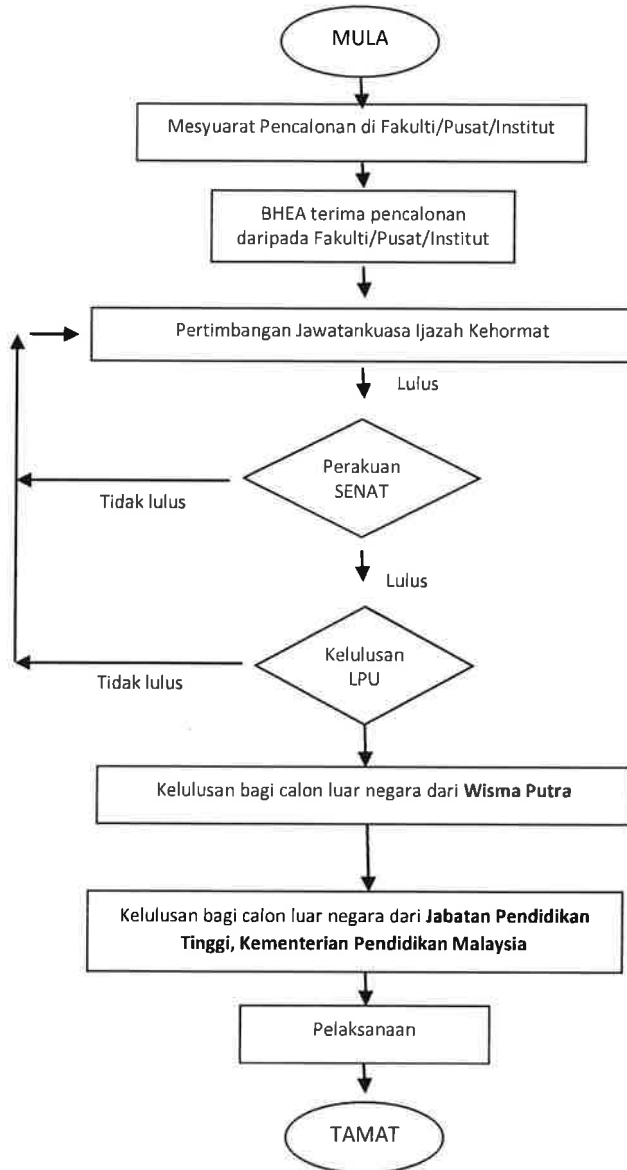 MULA
Mesyuarat Pencalonan di Fakulti/Pusat/Institut
BHEA terima pencalonan
daripada Fakulti/Pusat/Institut
Pertimbangan Jawatankuasa Ijazah Kehormat
Lulus
Perakuan
SENAT
Tidak lulus
Lulus
Kelulusan
LPU
Tidak lulus
Kelulusan bagi calon luar negara dari Wisma Putra
Kelulusan bagi calon luar negara dari Jabatan Pendidikan
Tinggi, Kementerian Pendidikan Malaysia
Pelaksanaan
TAMAT